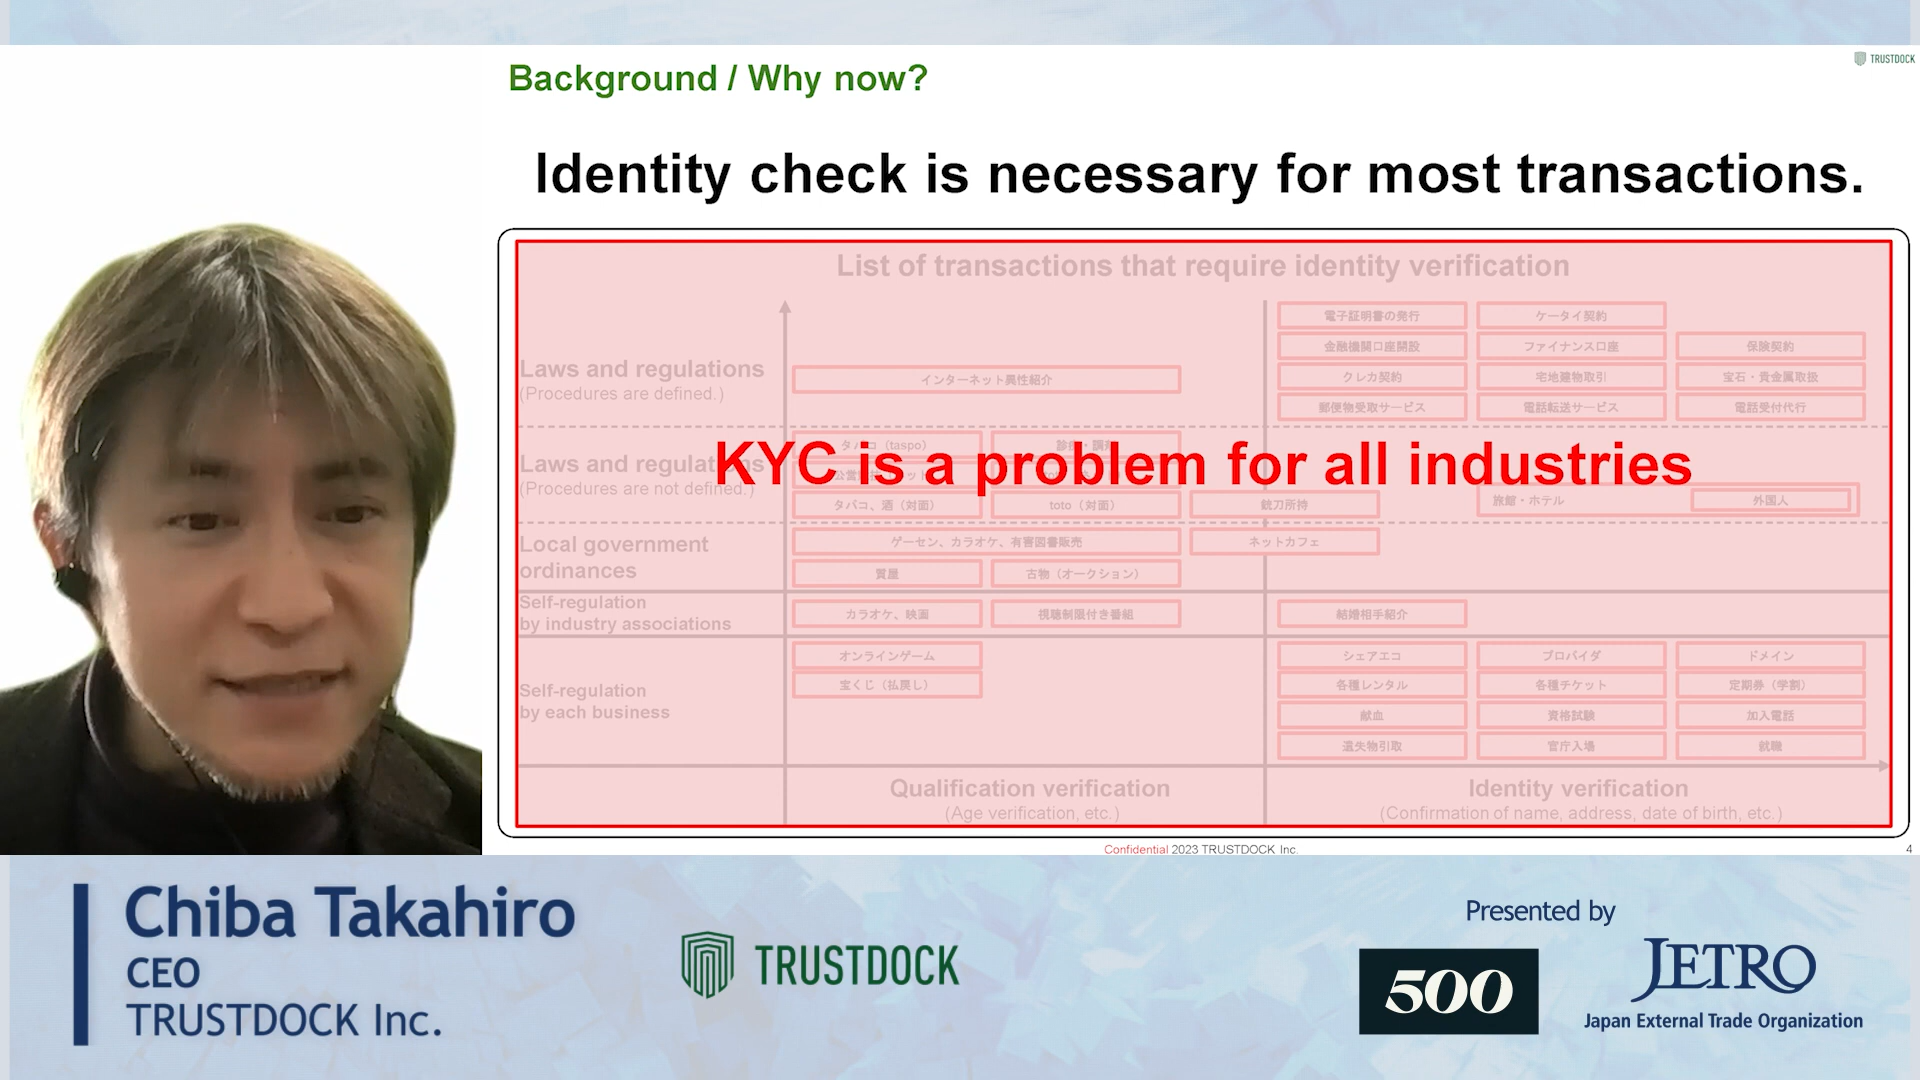 TRUSTDOCK
Background / Why now?
Identity check is necessary for most transactions.
List of transactions that require identity verification
電子証明書の発行
ケータイ契約
金融機関口座開設
ファイナンス口座
保険契約
Laws and regulations
(Procedures are defined.)
インターネット異性紹介
クレカ契約
宅地建物取引
宝石・貴金属取扱
郵便物受取サービス
電話転送サービス
電話受付代行
タバコ（taspo）
KYC is a problem for all industries
Laws and regulations
(Procedures are not defined.)
タバコ、酒（対面）
toto（対面）
銃刀所持
旅館・ホテル
外国人
Local government
ordinances
ゲーセン、カラオケ、有害図書販売
ネットカフェ
質屋
古物（オークション）
Self-regulation
by industry associations
カラオケ、映画
視聴制限付き番組
結婚相手紹介
オンラインゲーム
シェアエコ
プロバイダ
ドメイン
Self-regulation
by each business
宝くじ（払戻し）
各種レンタル
各種チケット
定期券（学割）
献血
資格試験
加入電話
遺失物引取
官庁入場
就職
Qualification verification
(Age verification, etc.)
Identity verification
(Confirmation of name, address, date of birth, etc.)
Confidential 2023 TRUSTDOCK Inc.
4
Chiba Takahiro
CEO
TRUSTDOCK Inc.
TRUSTDOCK
Presented by
500
JETRO
Japan External Trade Organization